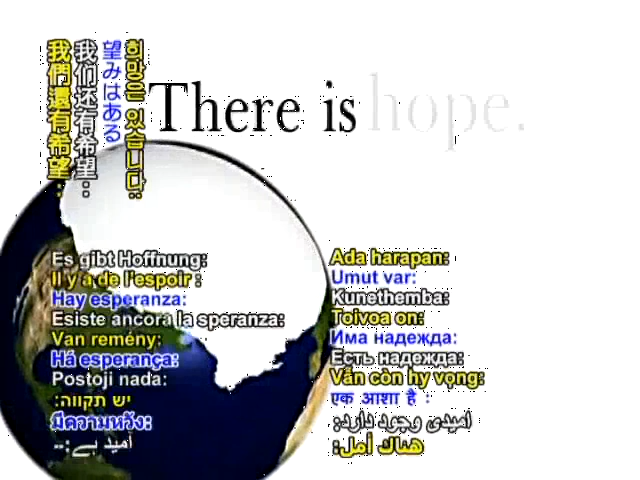 There is hope.
我們還有希望：
我们还有希望：
望みはある
희망은 있습니다:
Es gibt Hoffnung:
Il y'a de l'espoir :
Hay esperanza:
Esiste ancora la speranza:
Van remény:
Há esperança:
Postoji nada:
יש תקווה:
มีความหวัง:
اُمید ہے:--
Ada harapan:
Umut var:
Kunethemba:
Toivoa on:
Има надежда:
Есть надежда:
Vẫn còn hy vọng:
एक आशा है :
امیدی وجود دارد:
هناك أمل: